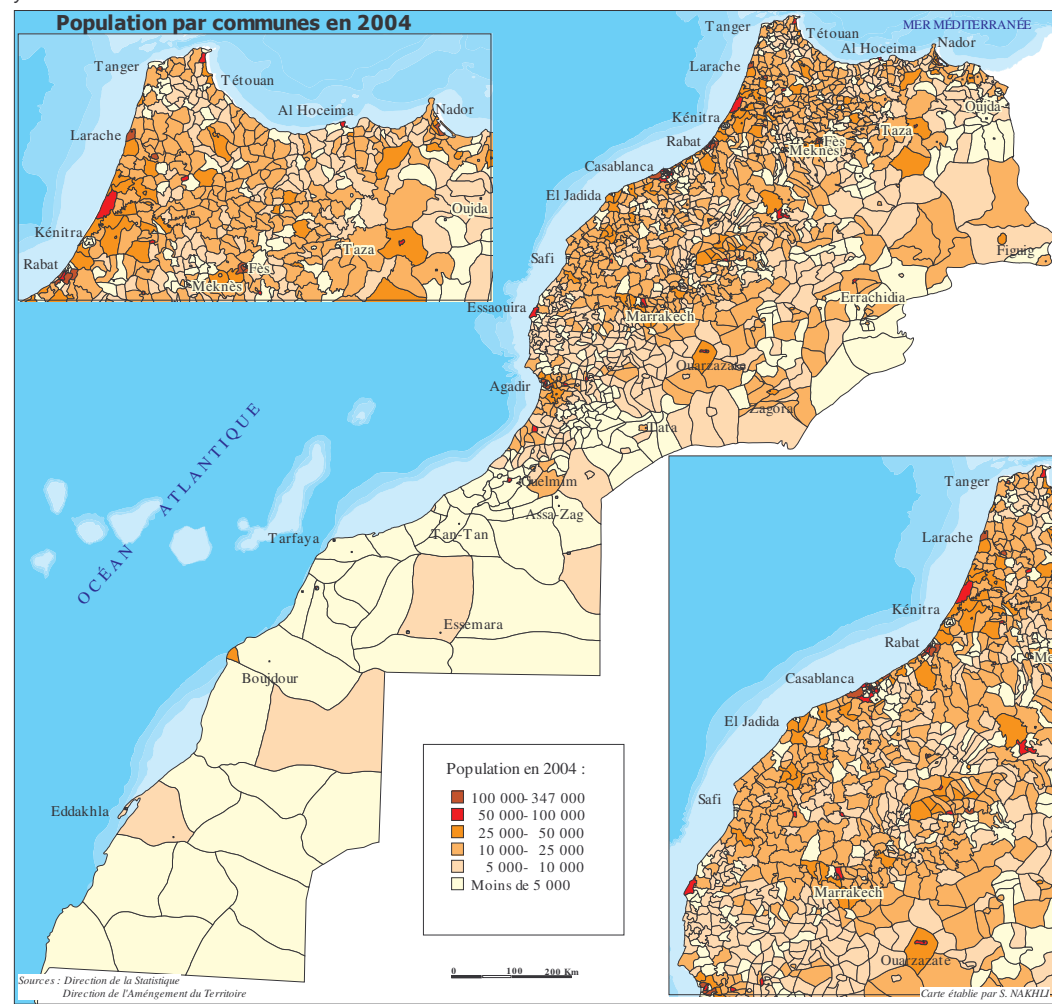 Population par communes en 2004
MER MÉDITERRANÉE
Tanger
Tétouan
Al Hoceima
Nador
Larache
Oujda
Kénitra
Taza
Rabat
Fès
Meknès
Tanger
Tétouan
Al Hoceima
Nador
Larache
Oujda
Kénitra
Taza
Rabat
Fès
Meknès
Casablanca
El Jadida
Figuig
Safi
Errachidia
Essaouira
Marrakech
Ouarzazate
Agadir
Zagora
Tata
Guelmim
Assa-Zag
Tan-Tan
Tarfaya
Essemara
Boujdour
Eddakhla
OCÉAN ATLANTIQUE
Tanger
Larache
Kénitra
Rabat
Me
Casablanca
El Jadida
Safi
Marrakech
Ouarzazate
Population en 2004 :
100 000- 347 000
50 000- 100 000
25 000- 50 000
10 000- 25 000
5 000- 10 000
Moins de 5 000
0 100 200 Km
Sources : Direction de la Statistique
Direction de l'Améngement du Territoire
Carte établie par S. NAKHLI